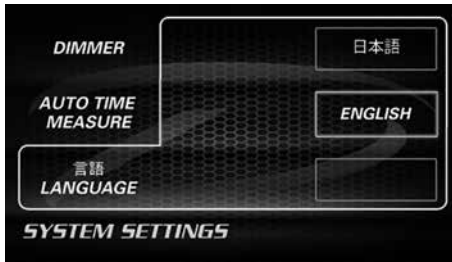 DIMMER
日本語
AUTO TIME
MEASURE
ENGLISH
言語
LANGUAGE
SYSTEM SETTINGS